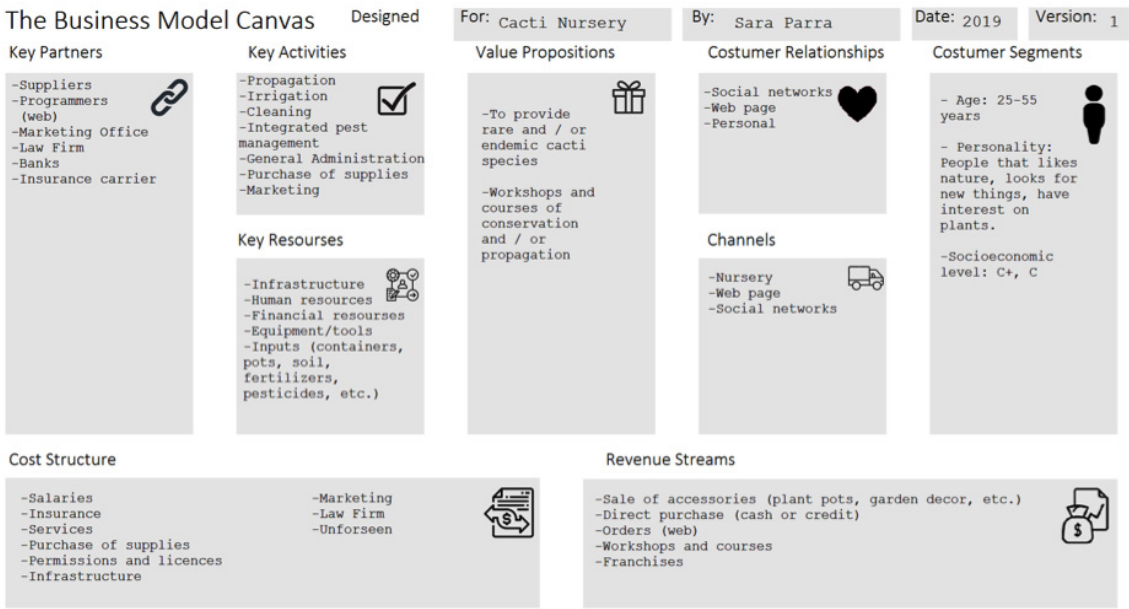 The Business Model Canvas
Designed
For: Cacti Nursery
By: Sara Parra
Date: 2019
Version: 1
Key Partners
-Suppliers
-Programmers
(web)
-Marketing Office
-Law Firm
-Banks
-Insurance carrier
Key Activities
-Propagation
-Irrigation
-Cleaning
-Integrated pest
management
-General Administration
-Purchase of supplies
-Marketing
Key Resourses
-Infrastructure
-Human resources
-Financial resourses
-Equipment/tools
-Inputs (containers,
pots, soil,
fertilizers,
pesticides, etc.)
Value Propositions
-To provide
rare and / or
endemic cacti
species
-Workshops and
courses of
conservation
and / or
propagation
Costumer Relationships
-Social networks
-Web page
-Personal
Channels
-Nursery
-Web page
-Social networks
Costumer Segments
- Age: 25-55
years
- Personality:
People that likes
nature, looks for
new things, have
interest on
plants.
-Socioeconomic
level: C+, C
Cost Structure
-Salaries
-Insurance
-Services
-Purchase of supplies
-Permissions and licences
-Infrastructure
-Marketing
-Law Firm
-Unforseen
Revenue Streams
-Sale of accessories (plant pots, garden decor, etc.)
-Direct purchase (cash or credit)
-Orders (web)
-Workshops and courses
-Franchises